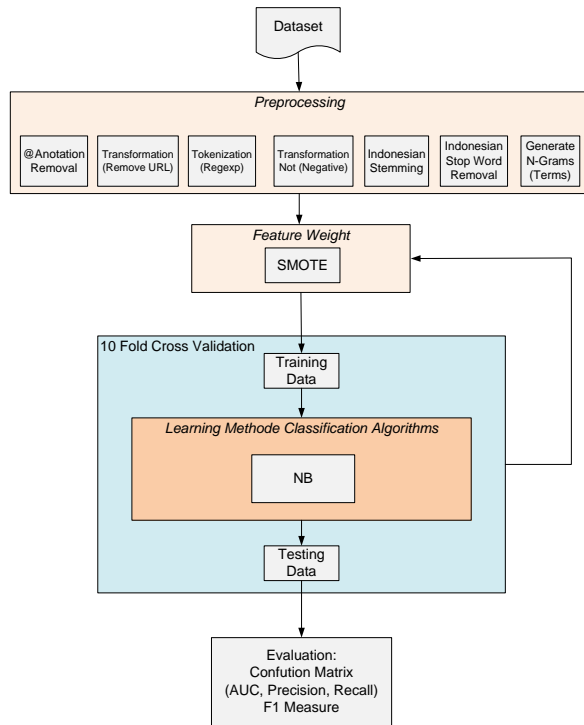 Dataset
Preprocessing
@Anotation
Removal
Transformation
(Remove URL)
Tokenization
(Regexp)
Transformation
Not (Negative)
Indonesian
Stemming
Indonesian
Stop Word
Removal
Generate
N-Grams
(Terms)
Feature Weight
SMOTE
10 Fold Cross Validation
Training
Data
Learning Methode Classification Algorithms
NB
Testing
Data
Evaluation:
Confution Matrix
(AUC, Precision, Recall)
F1 Measure